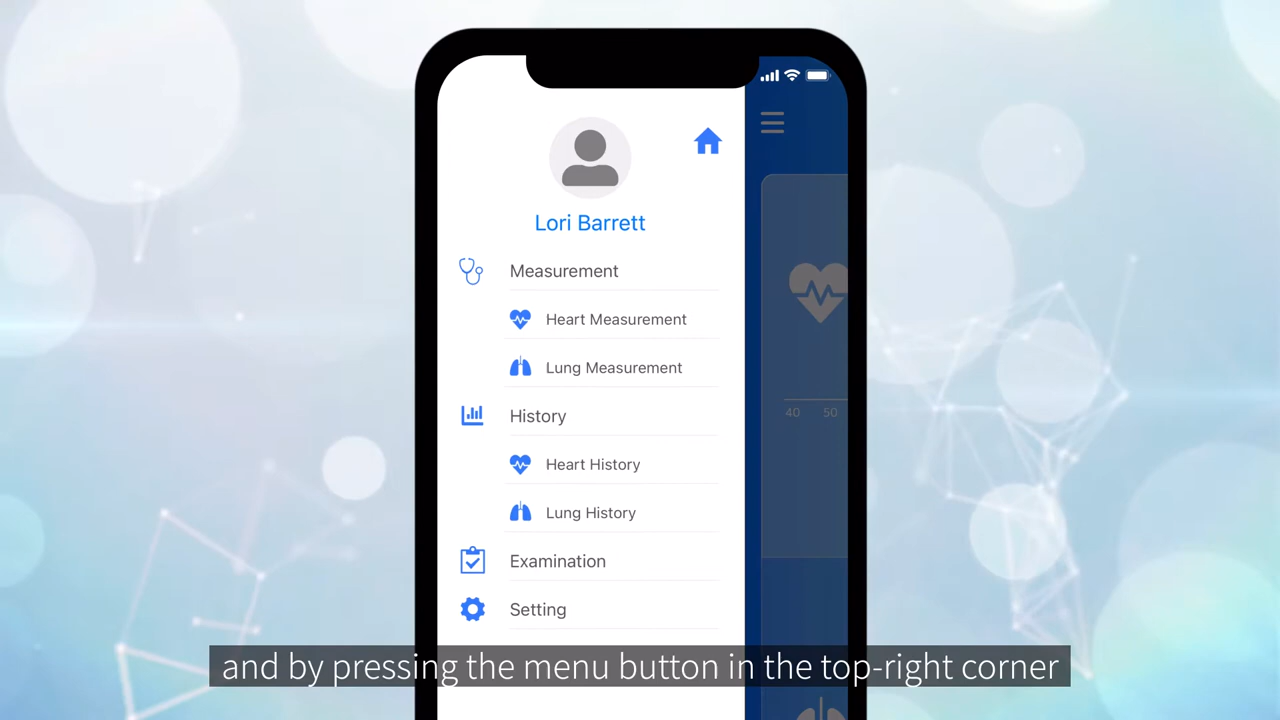 Lori Barrett
Measurement
Heart Measurement
Lung Measurement
History
Heart History
Lung History
Examination
Setting
40 50
and by pressing the menu button in the top-right corner